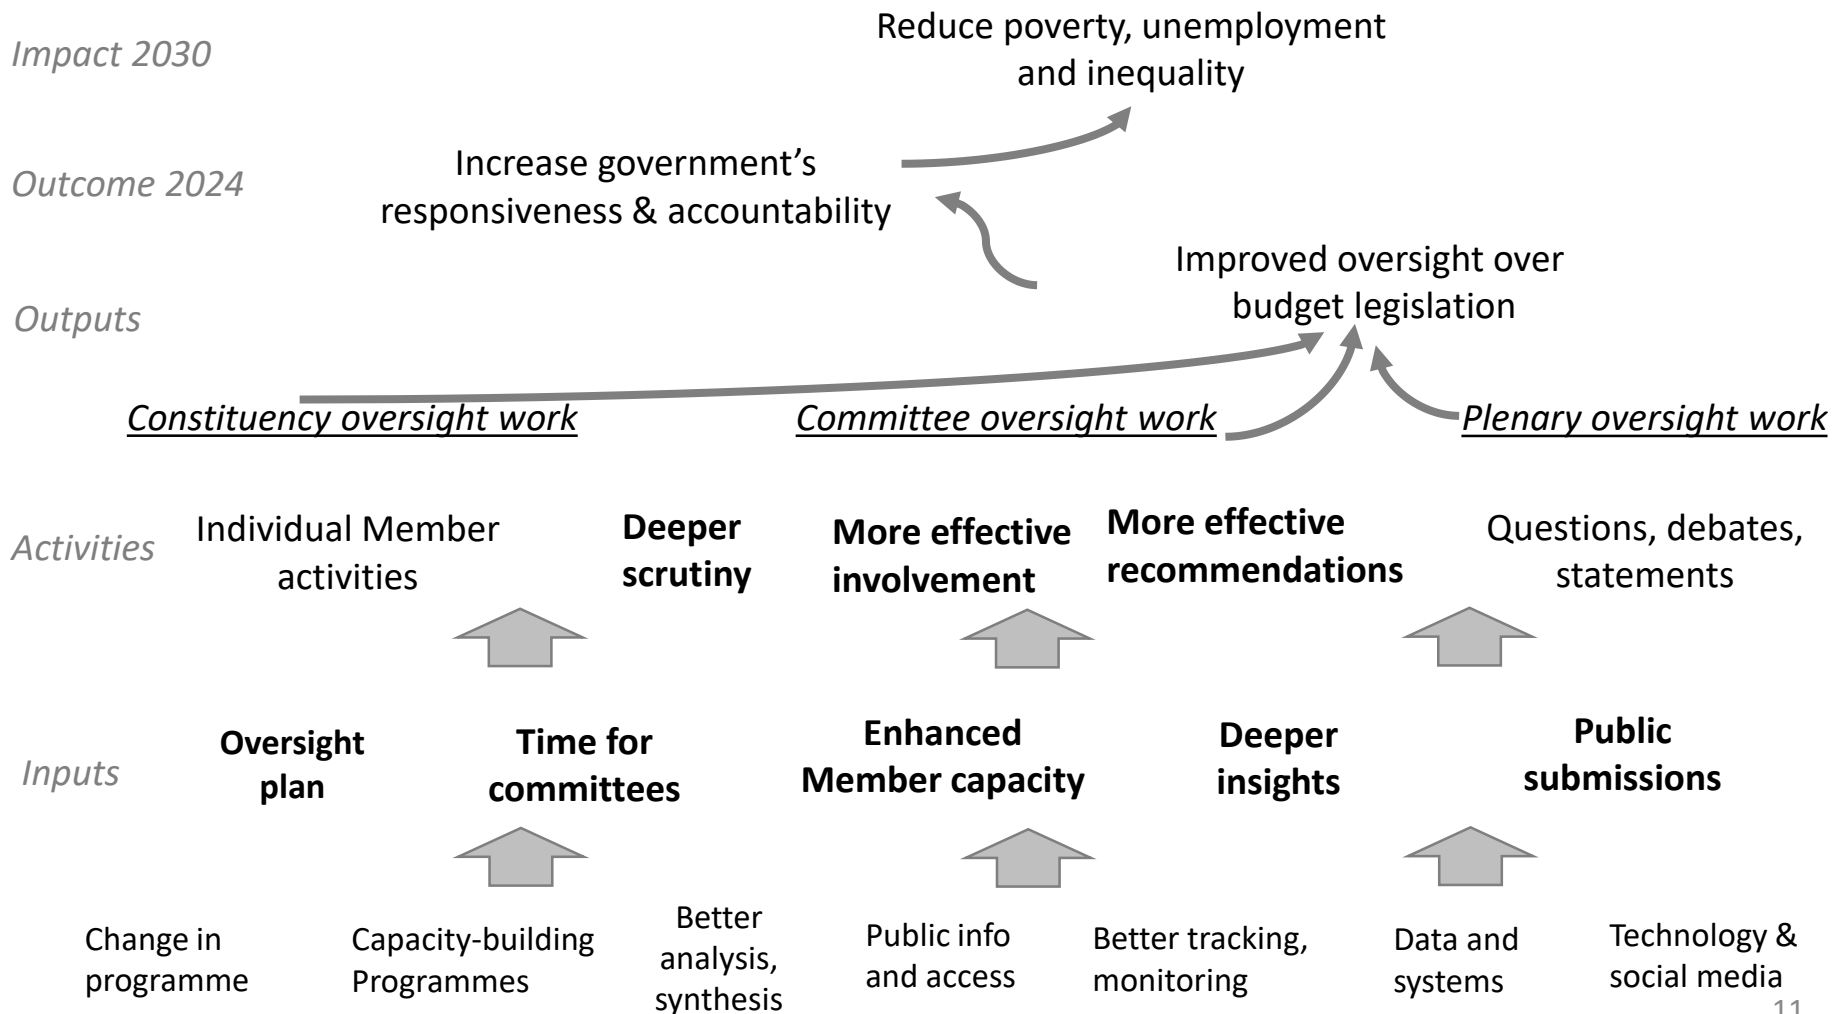 Impact 2030
Reduce poverty, unemployment
and inequality
Outcome 2024
Increase government’s
responsiveness & accountability
Outputs
Improved oversight over
budget legislation
Constituency oversight work
Committee oversight work
Plenary oversight work
Activities
Individual Member
activities
Deeper
scrutiny
More effective
involvement
More effective
recommendations
Questions, debates,
statements
Inputs
Oversight
plan
Time for
committees
Enhanced
Member capacity
Deeper
insights
Public
submissions
Change in
programme
Capacity-building
Programmes
Better
analysis,
synthesis
Public info
and access
Better tracking,
monitoring
Data and
systems
Technology &
social media
11